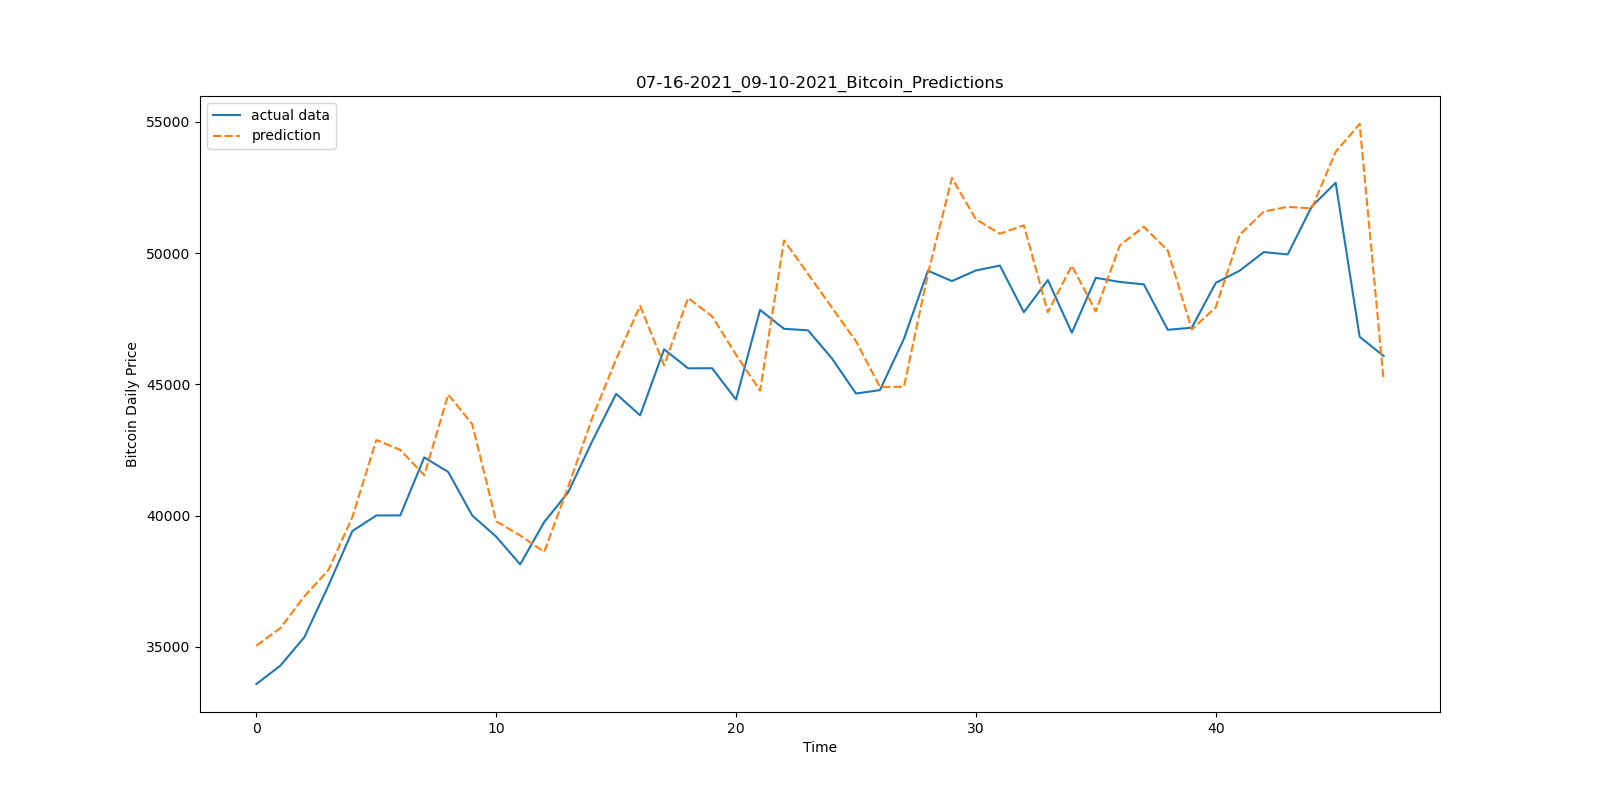 07-16-2021_09-10-2021_Bitcoin_Predictions
actual data
prediction
55000
50000
45000
40000
35000
Bitcoin Daily Price
0 10 20 30 40
Time